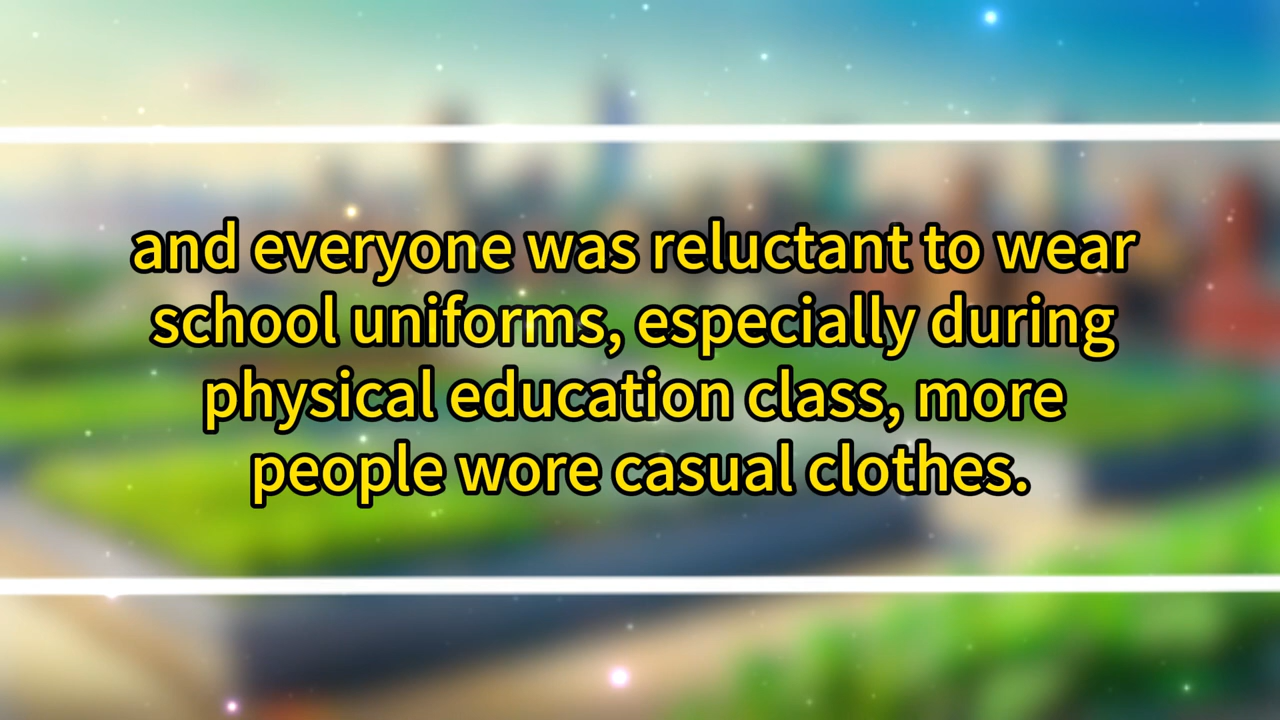 and everyone was reluctant to wear
school uniforms, especially during
physical education class, more
people wore casual clothes.